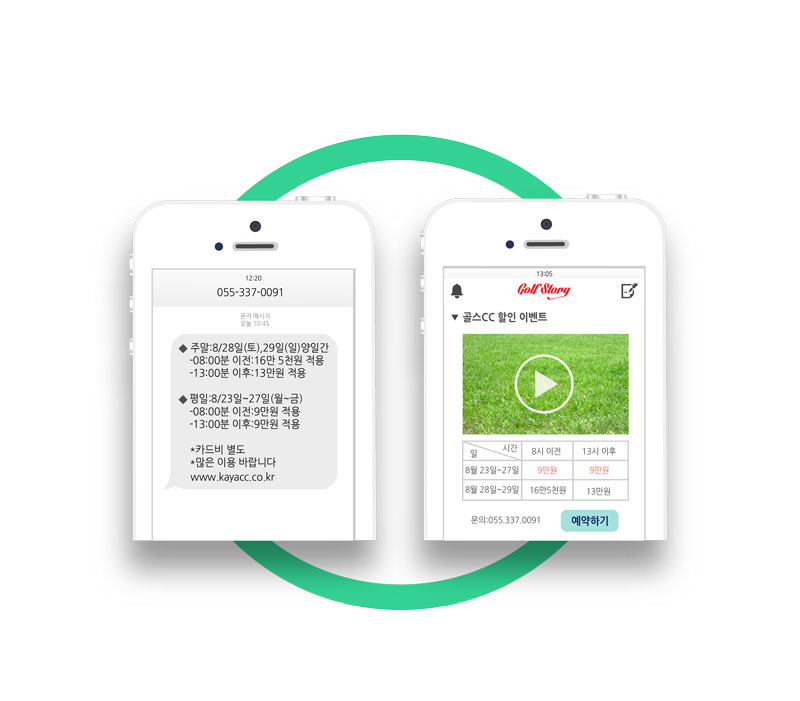 12:20
055-337-0091
문자 메시지
오늘 10:45
◆ 주말:8/28일(토),29일(일)양일간
-08:00분 이전:16만 5천원 적용
-13:00분 이후:13만원 적용
◆ 평일:8/23일~27일(월~금)
-08:00분 이전:9만원 적용
-13:00분 이후:9만원 적용
*카드비 별도
*많은 이용 바랍니다
www.kayacc.co.kr
13:05
Golf Story
▼ 골스CC 할인 이벤트
일 시간 8시 이전 13시 이후
8월 23일~27일 9만원 9만원
8월 28일~29일 16만5천원 13만원
문의:055.337.0091 예약하기